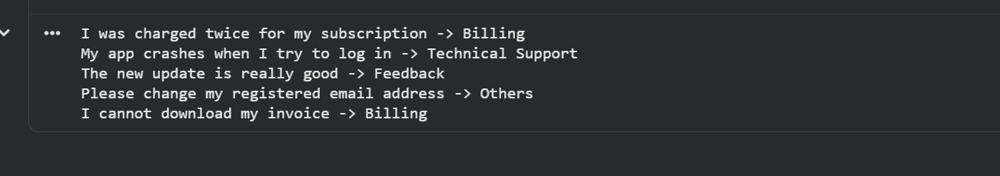 I was charged twice for my subscription -> Billing
My app crashes when I try to log in -> Technical Support
The new update is really good -> Feedback
Please change my registered email address -> Others
I cannot download my invoice -> Billing